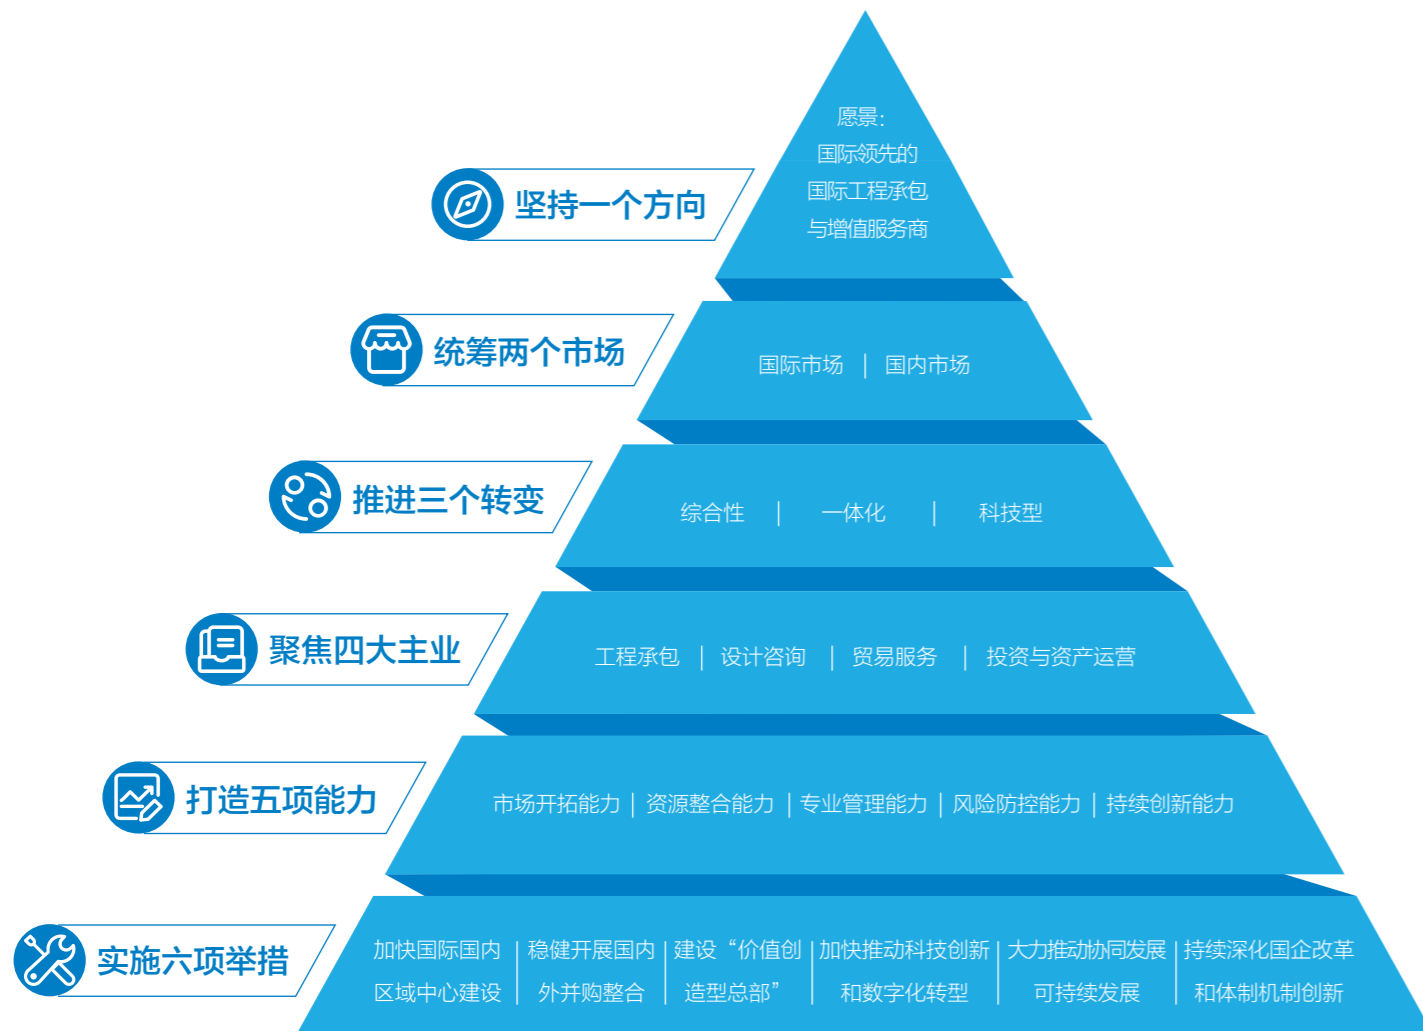 愿景：
国际领先的
国际工程承包
与增值服务商
坚持一个方向
统筹两个市场
国际市场 | 国内市场
推进三个转变
综合性 | 一体化 | 科技型
聚焦四大主业
工程承包 | 设计咨询 | 贸易服务 | 投资与资产运营
打造五项能力
市场开拓能力 | 资源整合能力 | 专业管理能力 | 风险防控能力 | 持续创新能力
实施六项举措
加快国际国内
区域中心建设
稳健开展国内
外并购整合
建设“价值创
造型总部”
加快推动科技创新
和数字化转型
大力推动协同发展
可持续发展
持续深化国企改革
和体制机制创新